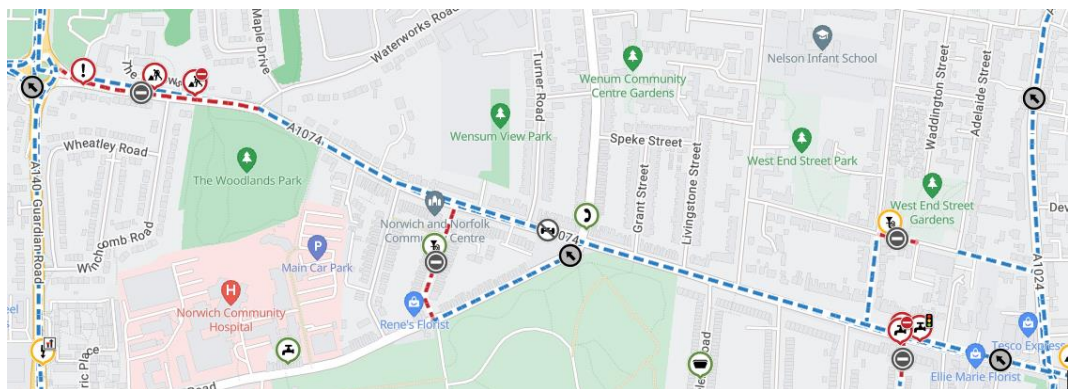 Maple Drive
Waterworks Road
Turner Road
Wenum Community
Centre Gardens
Nelson Infant School
Waddington Street
Adelaide Street
The
A1074
Wensum View Park
Speke Street
West End Street Park
Wheatley Road
The Woodlands Park
Grant Street
Livingstone Street
West End Street
Gardens
A140
Guardian Road
Norwich and Norfolk
Community Centre
074
P
Main Car Park
H
Norwich Community
Hospital
Rene's Florist
A1024
Tesco Express
Ellie Marie Florist
Road